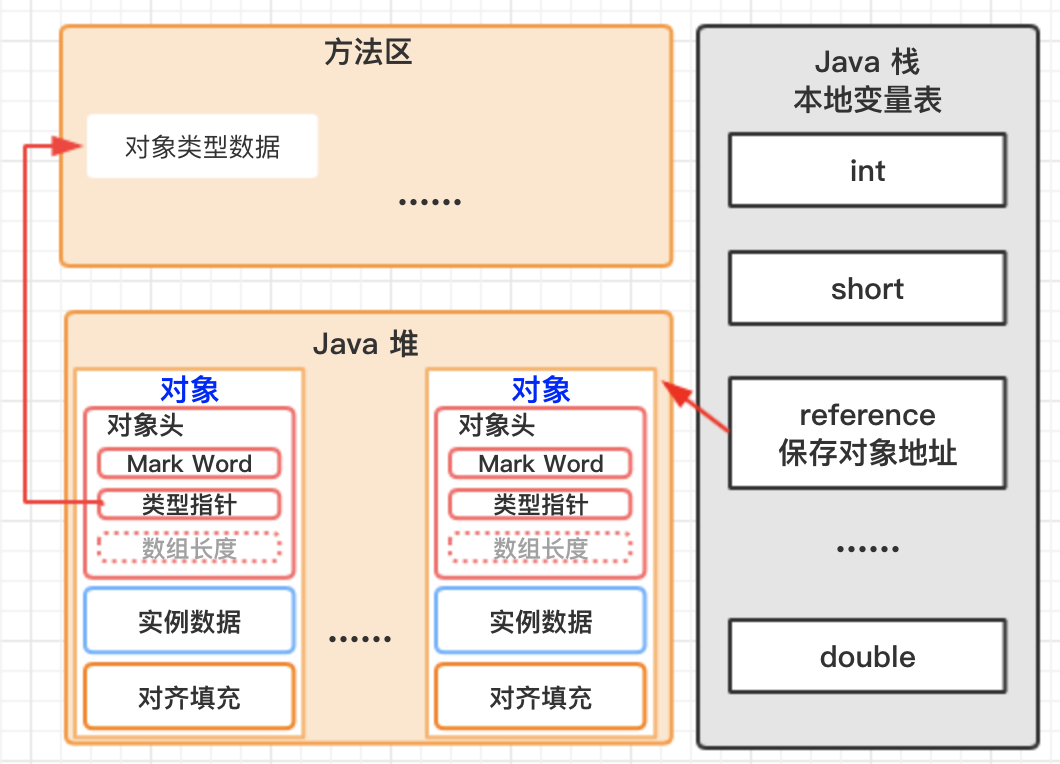 方法区
对象类型数据
......
Java 堆
对象
对象头
Mark Word
类型指针
数组长度
实例数据
对齐填充
......
对象
对象头
Mark Word
类型指针
数组长度
实例数据
对齐填充
Java 栈
本地变量表
int
short
reference
保存对象地址
......
double